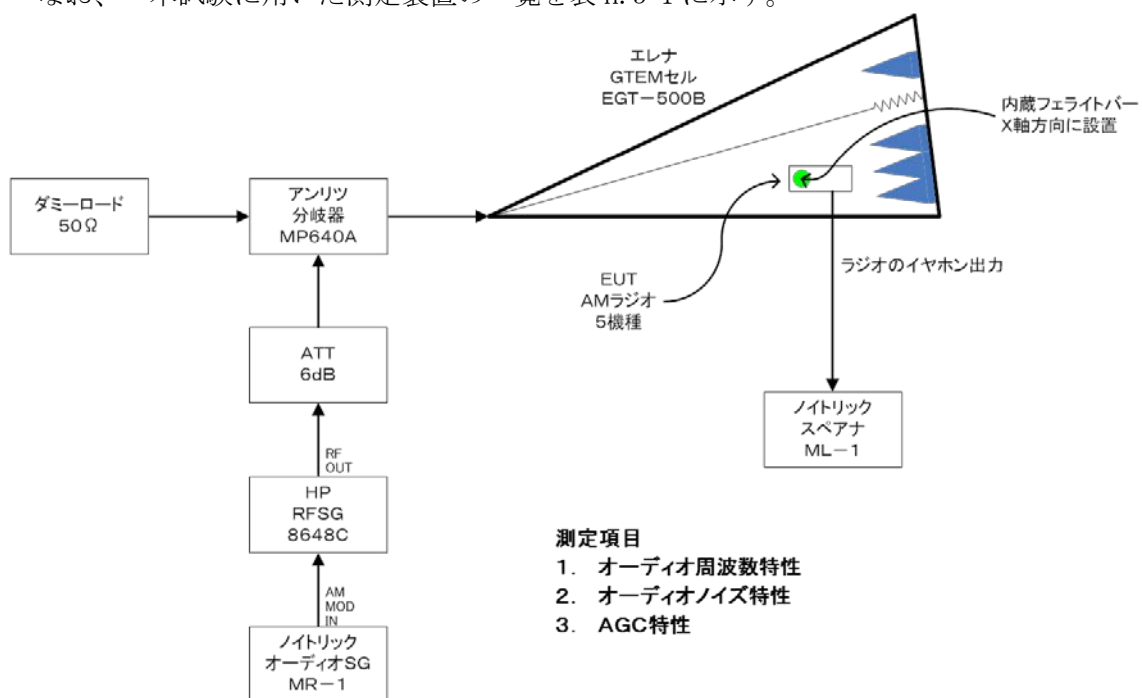 エレナ
GTEMセル
EGT-500B
内蔵フェライトバー
X軸方向に設置
ダミーロード
50Ω
アンリツ
分岐器
MP640A
ラジオのイヤホン出力
EUT
AMラジオ
5機種
ATT
6dB
ノイトリック
スペアナ
ML-1
RF
OUT
HP
RFSG
8648C
測定項目
1. オーディオ周波数特性
2. オーディオノイズ特性
3. AGC特性
AM
MOD
IN
ノイトリック
オーディオSG
MR-1